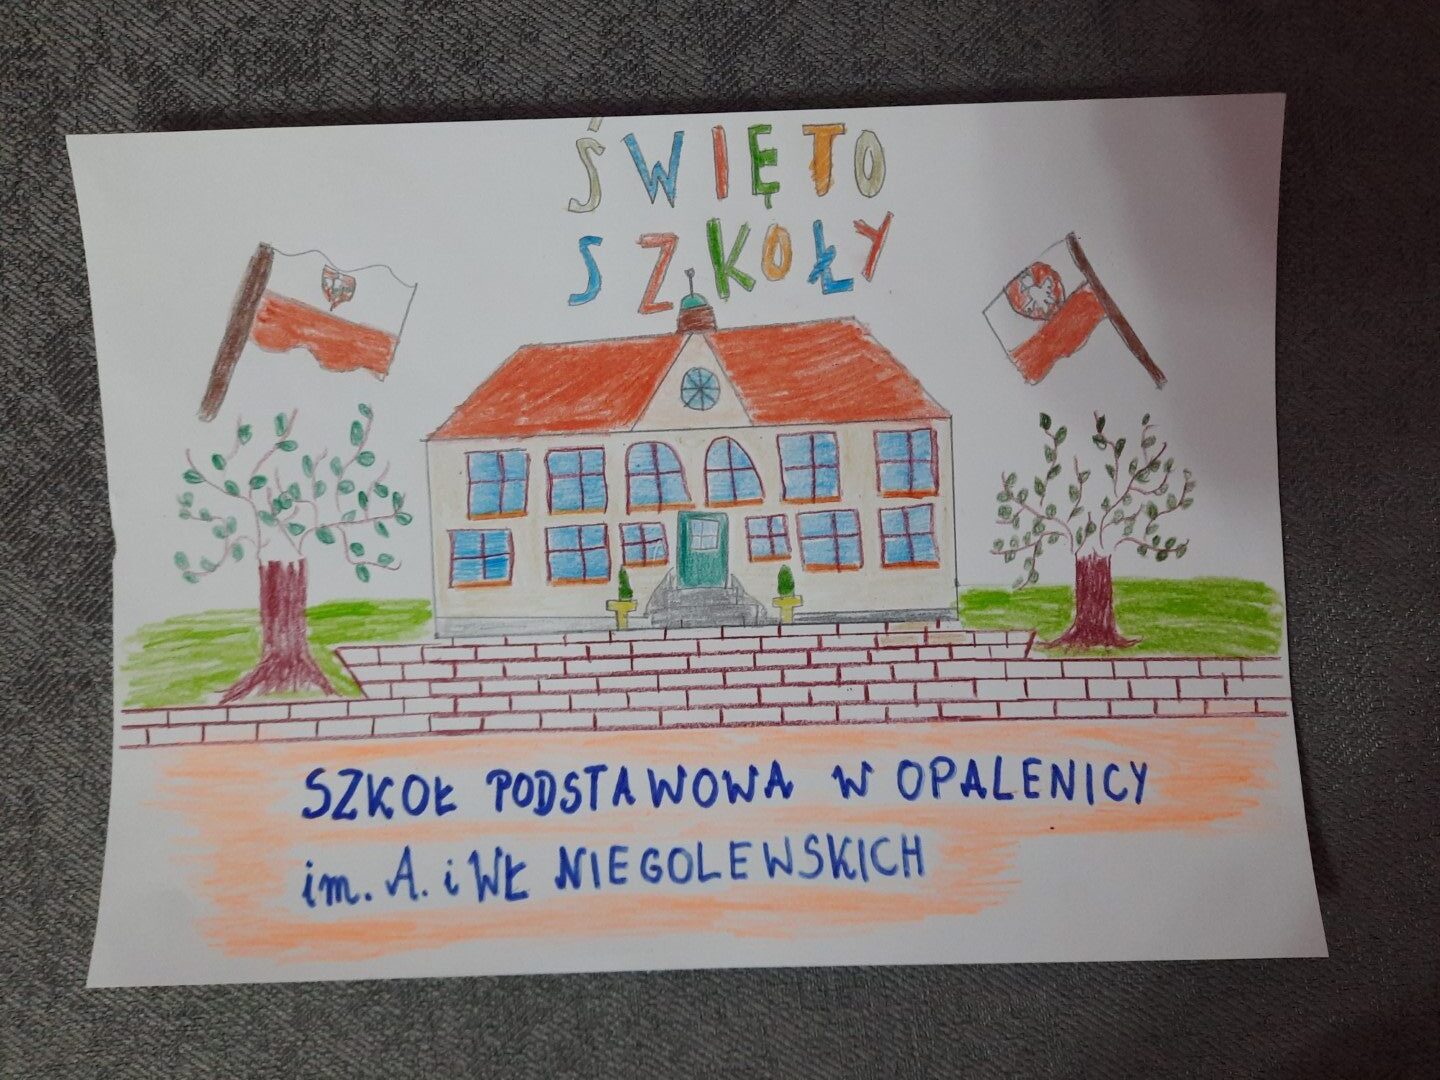 ŚWIĘTO
SZKOŁY
SZKOŁ PODSTAWOWA W OPALENICY
im. A. i WŁ NIEGOLEWSKICH